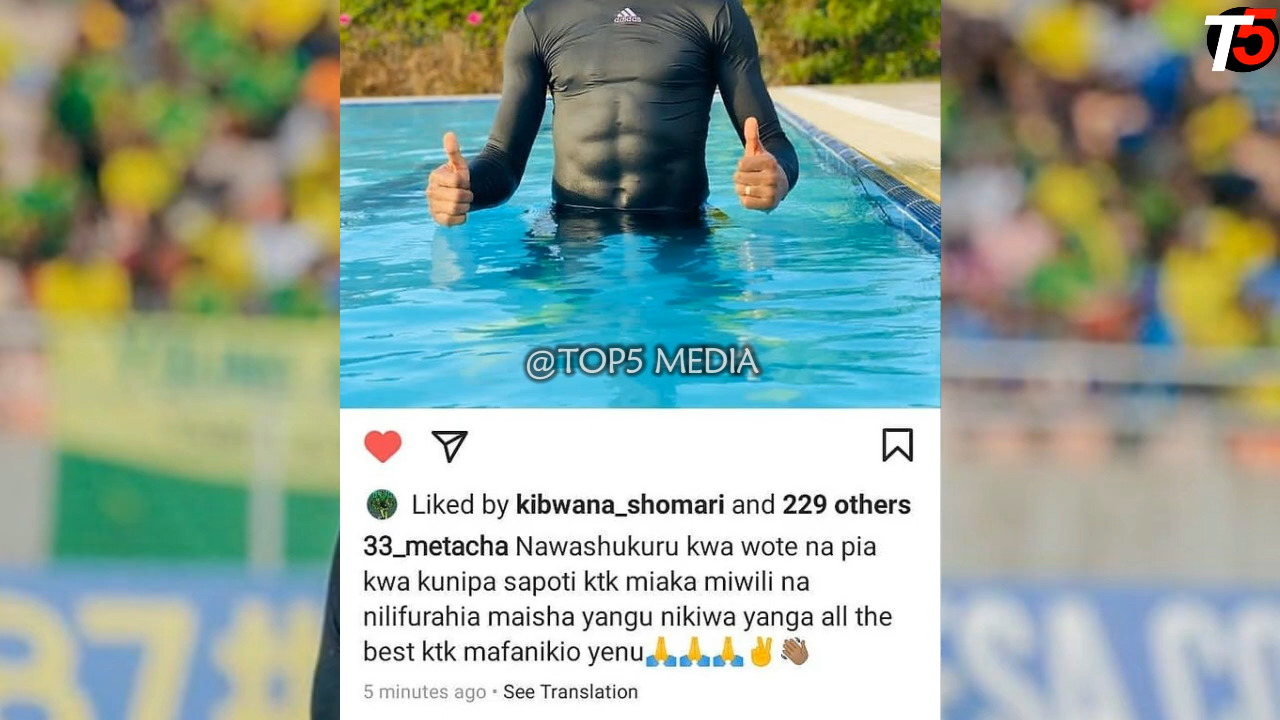 T5
adidas
@TOP5 MEDIA
Liked by kibwana_shomari and 229 others
33_metacha Nawashukuru kwa wote na pia
kwa kunipa sapoti ktk miaka miwili na
nilifurahia maisha yangu nikiwa yanga all the
best ktk mafanikio yenu🙏🙏🙏✌️👋🏽
5 minutes ago • See Translation